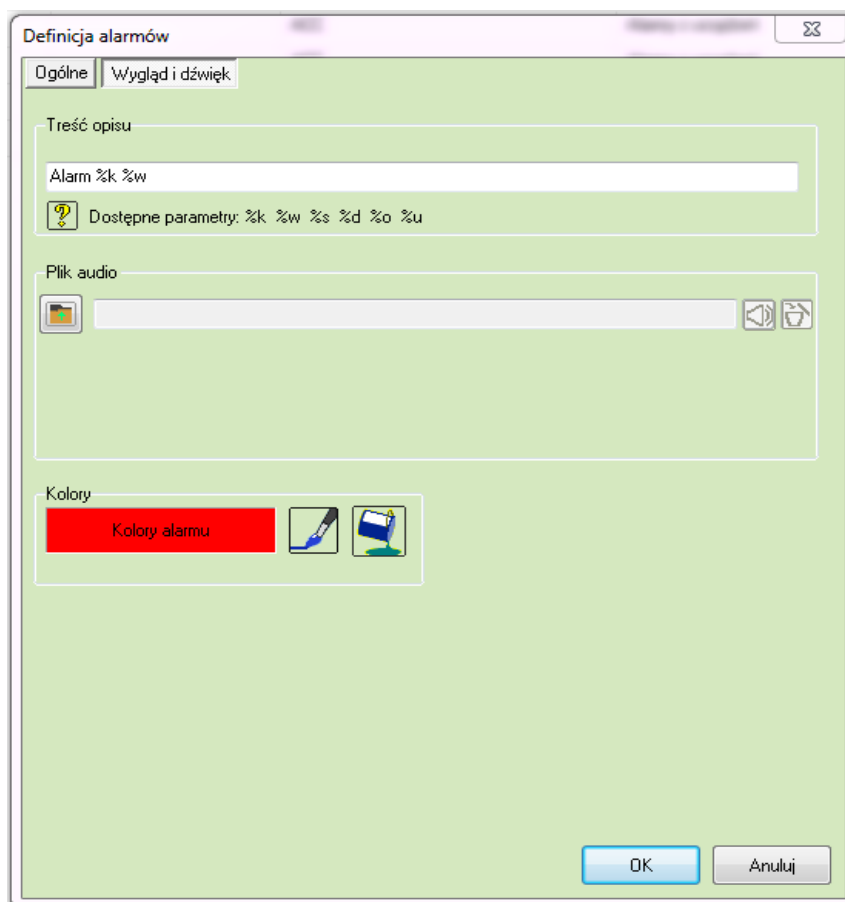 Definicja alarmów
Ogólne Wygląd i dźwięk
Treść opisu
Alarm %k %w
Dostępne parametry: %k %w %s %d %o %u
Plik audio
Kolory
Kolory alarmu
OK Anuluj